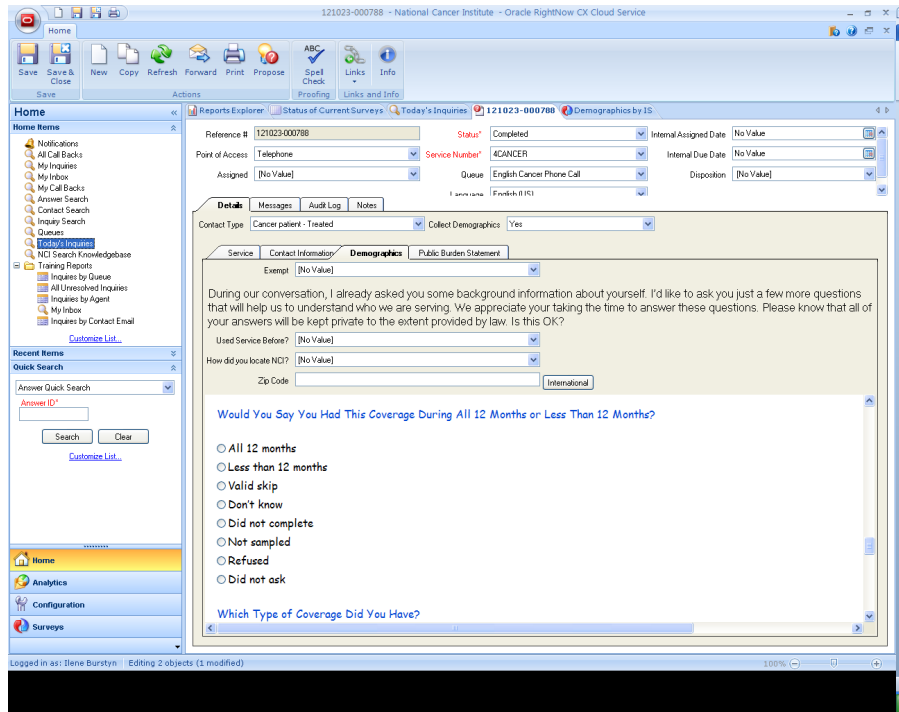 121023-000788 - National Cancer Institute - Oracle RightNow CX Cloud Service
Home
Save
Save & Close
New
Copy
Refresh
Forward
Print
Propose
ABC
Spell Check
Links
Info
Save
Actions
Proofing
Links and Info
Home
Home Items
Notifications
All Call Backs
My Inquiries
My Inbox
My Call Backs
Answer Search
Contact Search
Inquiry Search
Queues
Today's Inquiries
NCI Search Knowledgebase
Training Reports
Inquires by Queue
All Unresolved Inquiries
Inquiries by Agent
My Inbox
Inquires by Contact Email
Customize List...
Recent Items
Quick Search
Answer Quick Search
Answer ID*
Search
Clear
Customize List...
Home
Analytics
Configuration
Surveys
Reports Explorer
Status of Current Surveys
Today's Inquiries
121023-000788
Demographics by IS
Reference # 121023-000788
Status* Completed
Internal Assigned Date No Value
Point of Access Telephone
Service Number* 4CANCER
Internal Due Date No Value
Assigned [No Value]
Queue English Cancer Phone Call
Disposition [No Value]
Language English (US)
Details
Messages
Audit Log
Notes
Contact Type Cancer patient - Treated
Collect Demographics Yes
Service
Contact Information
Demographics
Public Burden Statement
Exempt [No Value]
During our conversation, I already asked you some background information about yourself. I'd like to ask you just a few more questions
that will help us to understand who we are serving. We appreciate your taking the time to answer these questions. Please know that all of
your answers will be kept private to the extent provided by law. Is this OK?
Used Service Before? [No Value]
How did you locate NCI? [No Value]
Zip Code
International
Would You Say You Had This Coverage During All 12 Months or Less Than 12 Months?
All 12 months
Less than 12 months
Valid skip
Don't know
Did not complete
Not sampled
Refused
Did not ask
Which Type of Coverage Did You Have?
Logged in as: Ilene Burstyn
Editing 2 objects (1 modified)
100%